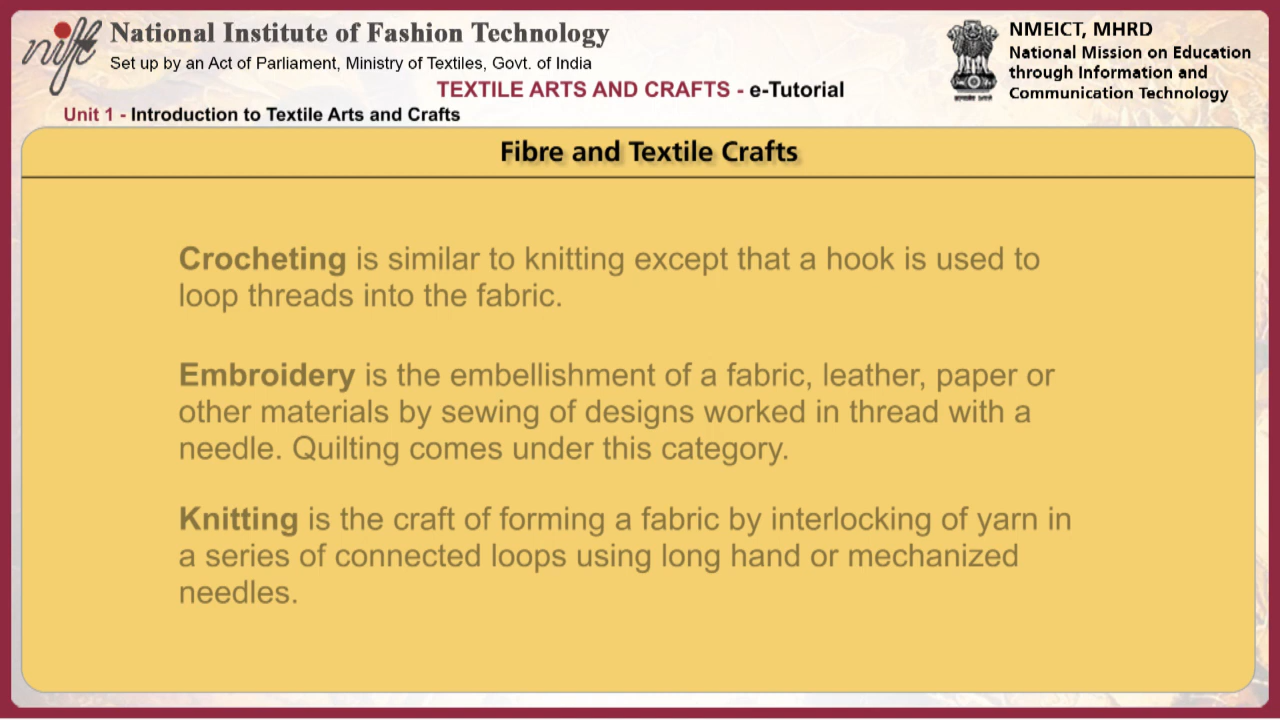 nift
National Institute of Fashion Technology
Set up by an Act of Parliament, Ministry of Textiles, Govt. of India
NMEICT, MHRD
National Mission on Education
through Information and
Communication Technology
TEXTILE ARTS AND CRAFTS - e-Tutorial
Unit 1 - Introduction to Textile Arts and Crafts
Fibre and Textile Crafts
Crocheting is similar to knitting except that a hook is used to
loop threads into the fabric.
Embroidery is the embellishment of a fabric, leather, paper or
other materials by sewing of designs worked in thread with a
needle. Quilting comes under this category.
Knitting is the craft of forming a fabric by interlocking of yarn in
a series of connected loops using long hand or mechanized
needles.